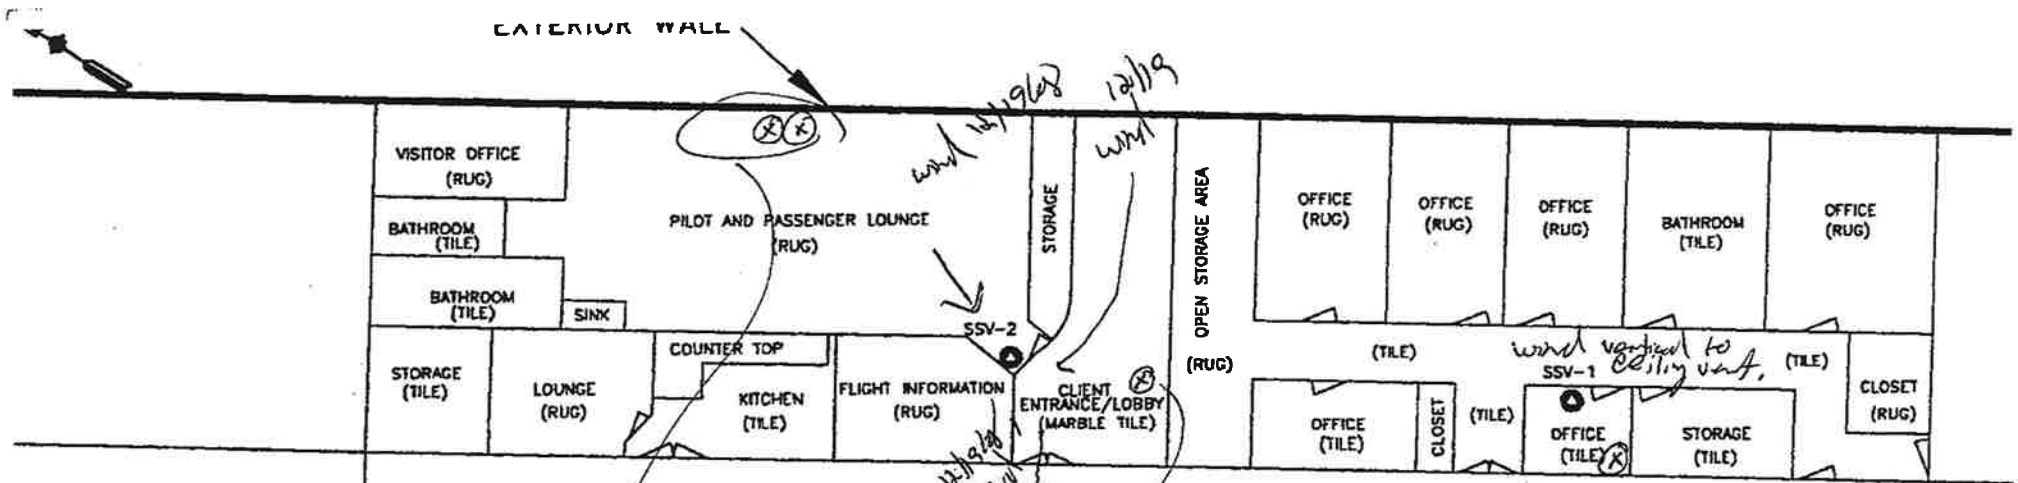 EXTERIOR WALL
wind 12/19/08
12/19
wind
VISITOR OFFICE
(RUG)
BATHROOM
(TILE)
BATHROOM
(TILE)
SINK
PILOT AND PASSENGER LOUNGE
(RUG)
STORAGE
OPEN STORAGE AREA
(RUG)
OFFICE
(RUG)
OFFICE
(RUG)
OFFICE
(RUG)
BATHROOM
(TILE)
OFFICE
(RUG)
SSV-2
STORAGE
(TILE)
LOUNGE
(RUG)
COUNTER TOP
KITCHEN
(TILE)
FLIGHT INFORMATION
(RUG)
CLIENT
ENTRANCE/LOBBY
(MARBLE TILE)
(TILE)
wind vertical to
ceiling vent.
(TILE)
SSV-1
CLOSET
(RUG)
OFFICE
(TILE)
CLOSET
(TILE)
OFFICE
(TILE)
STORAGE
(TILE)